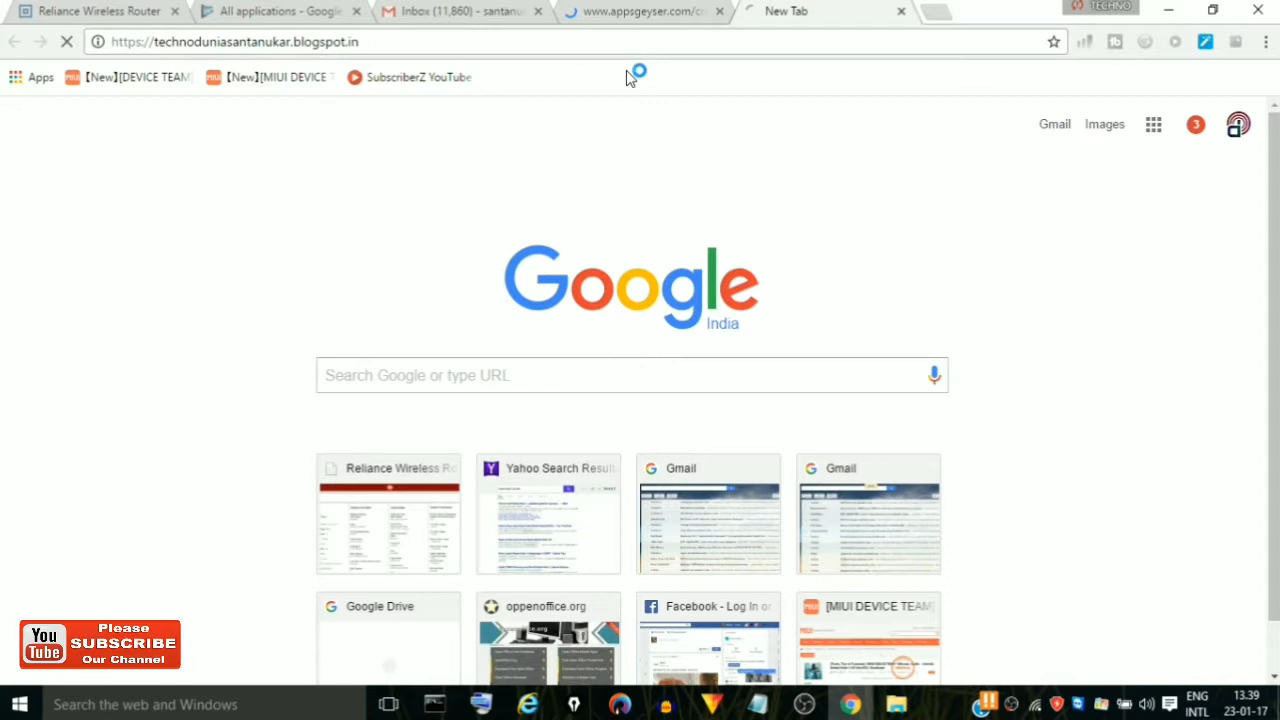 Reliance Wireless Router
All applications - Google
Inbox (11,860) - santanu
www.appsgeyser.com/cr
New Tab
TECHNO
https://technoduniasantanukar.blogspot.in
Apps
【New】[DEVICE TEAM
【New】[MIUI DEVICE T
SubscriberZ YouTube
Gmail
Images
3
Google
India
Search Google or type URL
Reliance Wireless Ro
Yahoo Search Result
Gmail
Gmail
Google Drive
oppenoffice.org
Facebook - Log In or
[MIUI DEVICE TEAM]
You
Tube
Please
SUBSCRIBE
Our Channel
Search the web and Windows
ENG
INTL
13.39
23-01-17